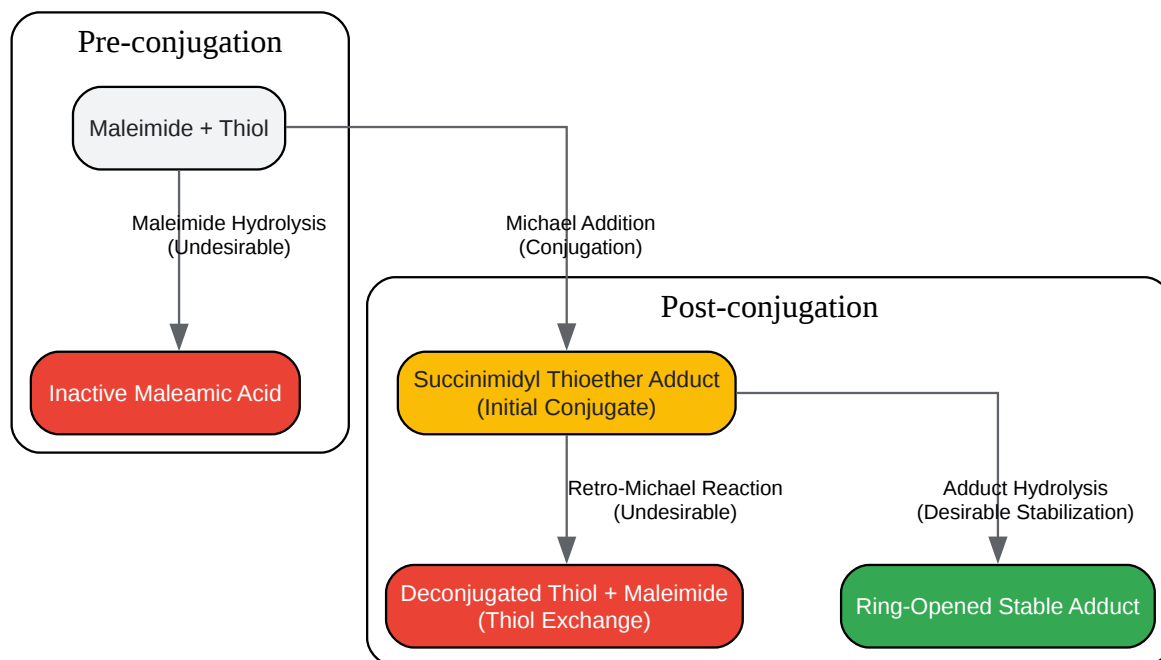 Pre-conjugation
Maleimide + Thiol
Maleimide Hydrolysis
(Undesirable)
Michael Addition
(Conjugation)
Inactive Maleamic Acid
Post-conjugation
Succinimidyl Thioether Adduct
(Initial Conjugate)
Retro-Michael Reaction
(Undesirable)
Adduct Hydrolysis
(Desirable Stabilization)
Deconjugated Thiol + Maleimide
(Thiol Exchange)
Ring-Opened Stable Adduct